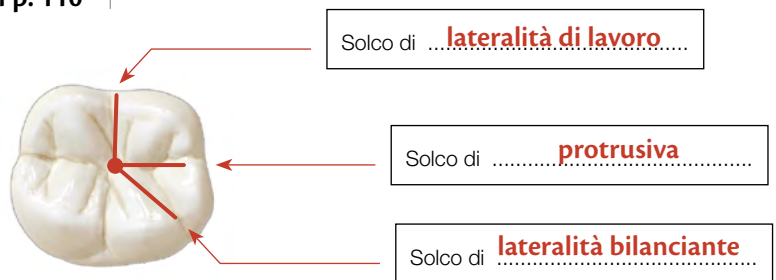 p. 110
Solco di lateralità di lavoro
Solco di protrusiva
Solco di lateralità bilanciante